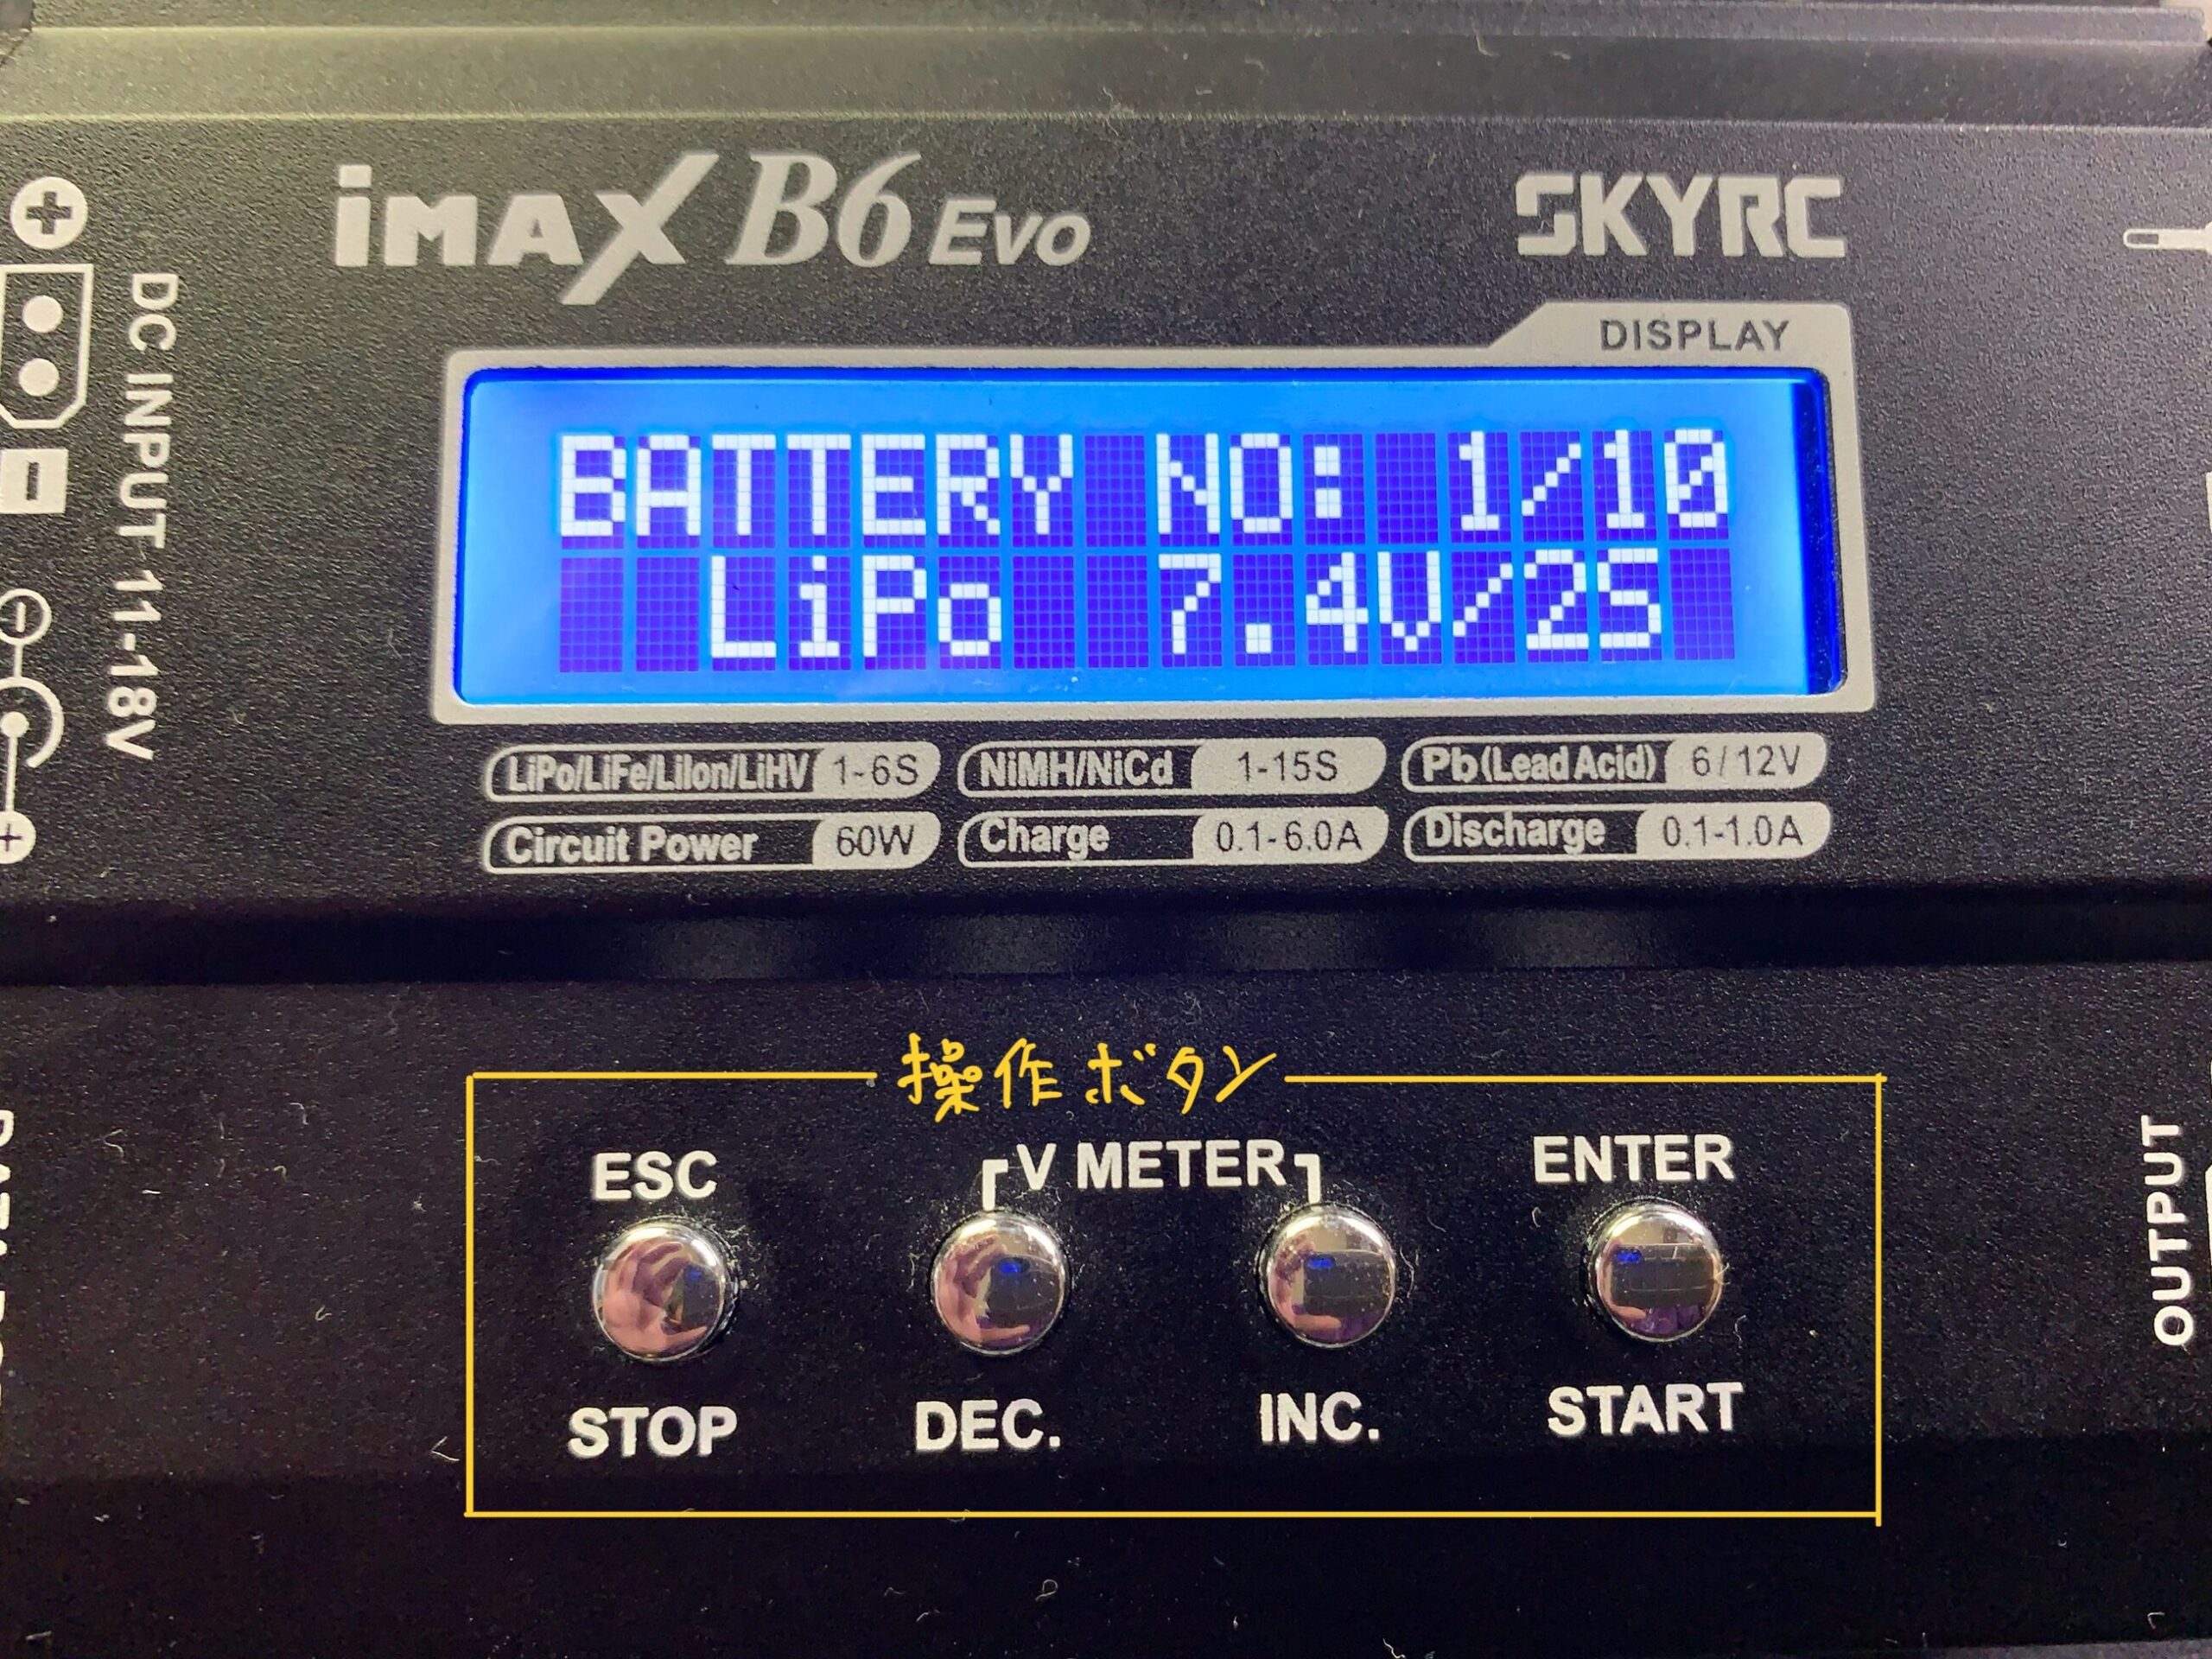 iMAX B6 Evo
SKYRC
DISPLAY
BATTERY NO: 1/10
LiPo 7.4V/2S
LiPo/LiFe/LiIon/LiHV 1-6S
NiMH/NiCd 1-15S
Pb(Lead Acid) 6/12V
Circuit Power 60W
Charge 0.1-6.0A
Discharge 0.1-1.0A
DC INPUT 11-18V
操作ボタン
ESC
V METER
ENTER
STOP
DEC.
INC.
START
OUTPUT